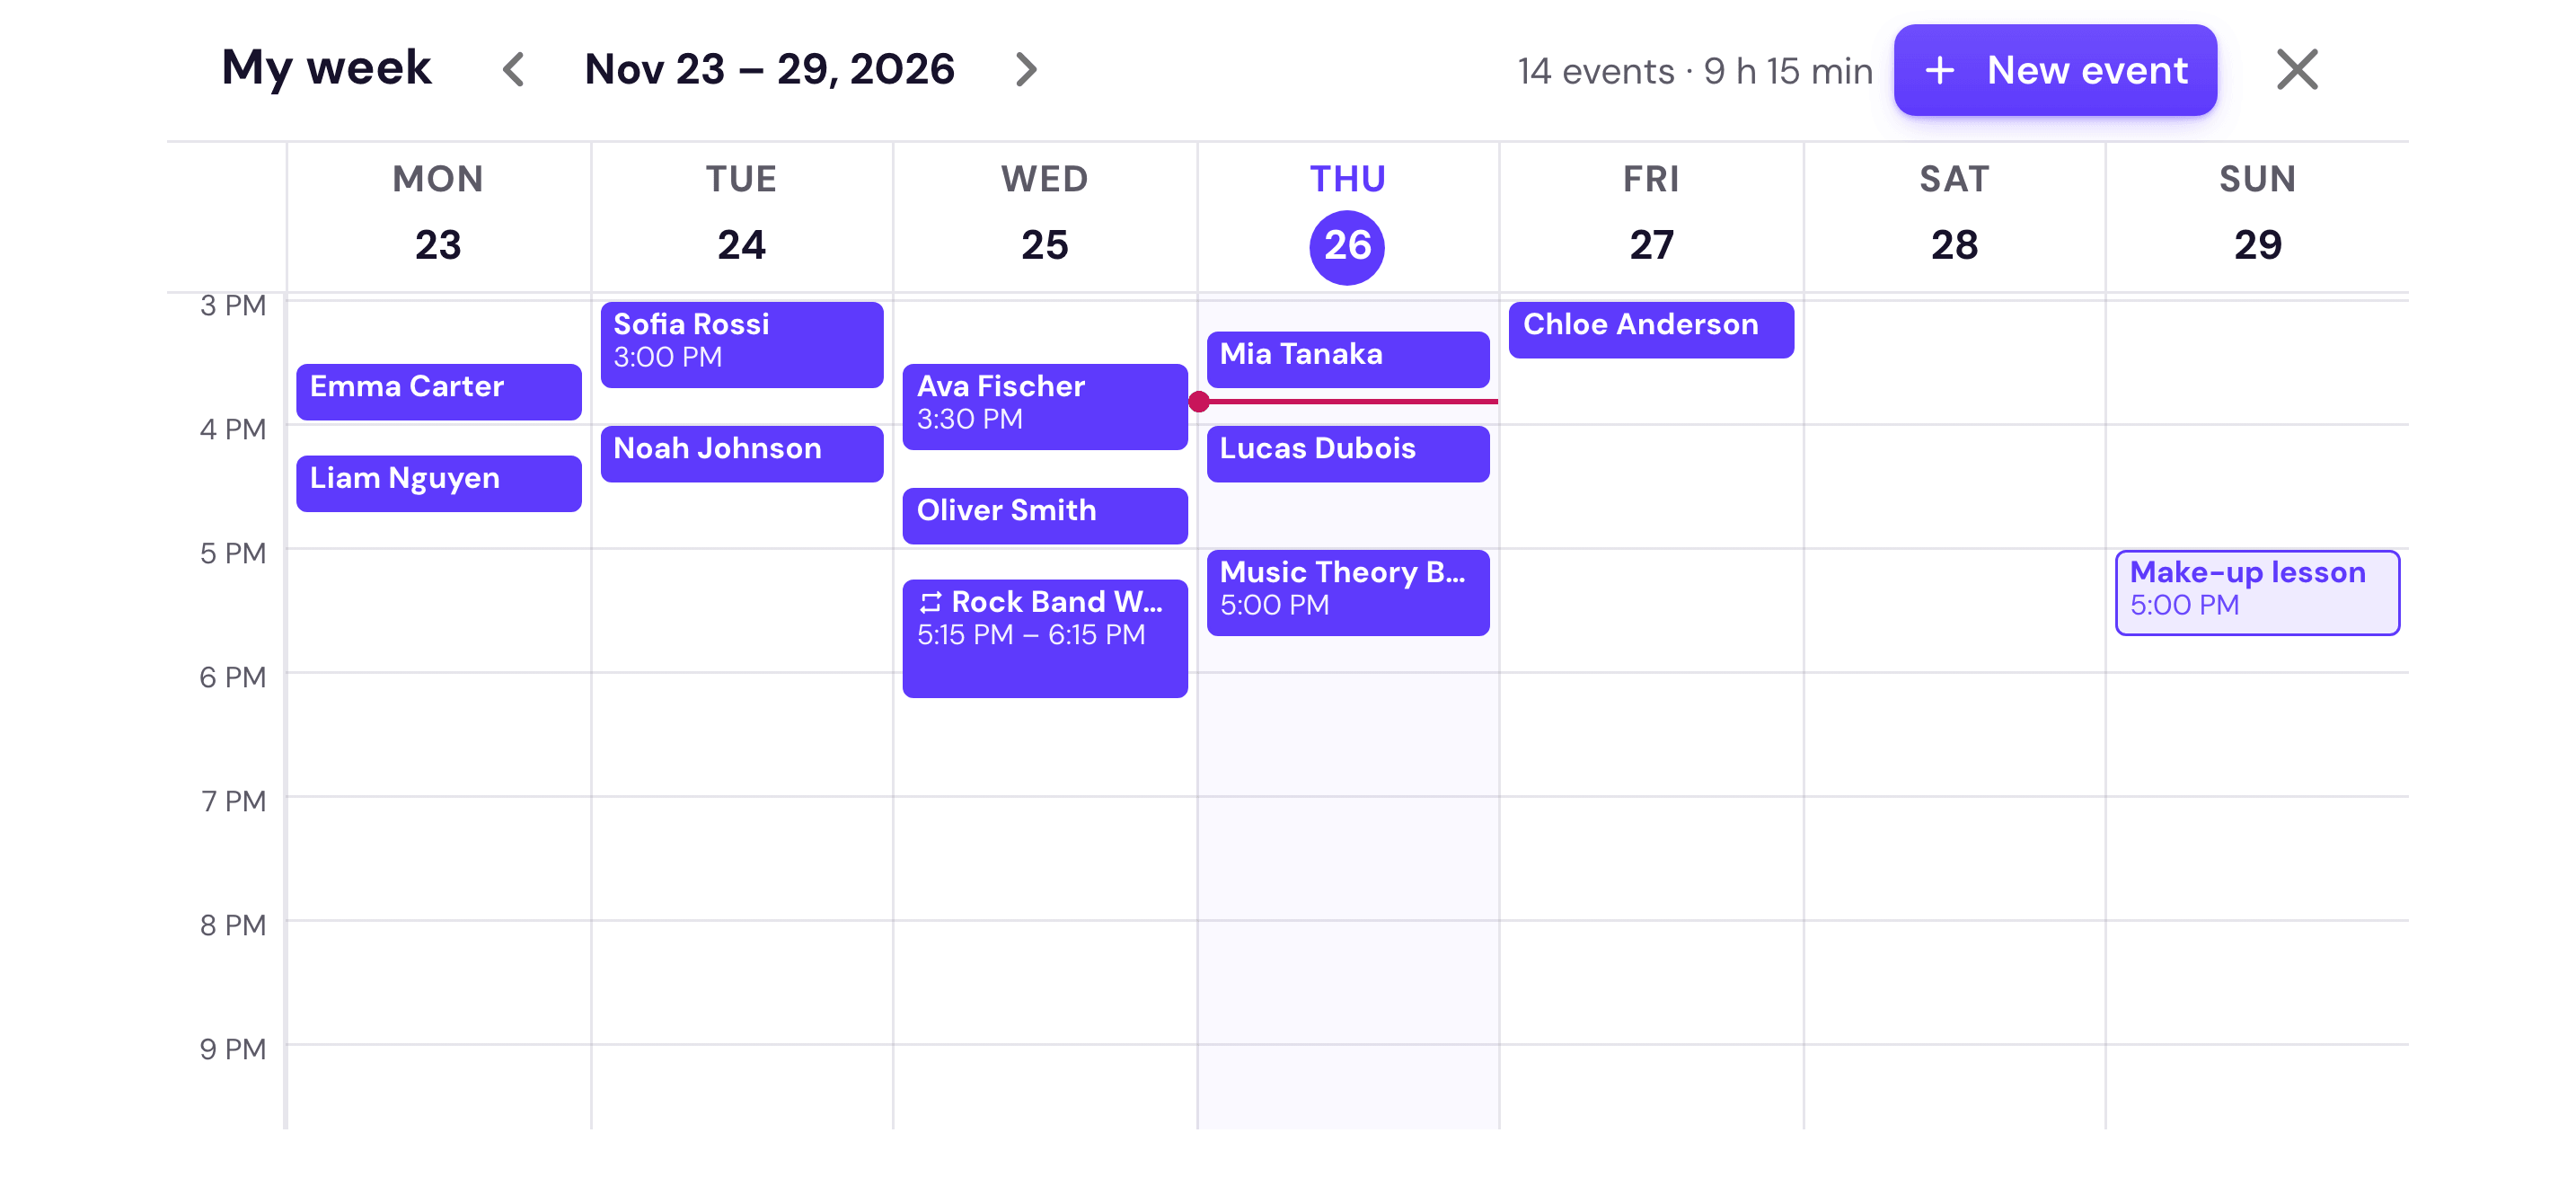 My week
Nov 23 – 29, 2026
14 events · 9 h 15 min
+ New event
MON
TUE
WED
THU
FRI
SAT
SUN
23
24
25
26
27
28
29
3 PM
4 PM
5 PM
6 PM
7 PM
8 PM
9 PM
Emma Carter
Liam Nguyen
Sofia Rossi
3:00 PM
Noah Johnson
Ava Fischer
3:30 PM
Oliver Smith
Rock Band W...
5:15 PM – 6:15 PM
Mia Tanaka
Lucas Dubois
Music Theory B...
5:00 PM
Chloe Anderson
Make-up lesson
5:00 PM